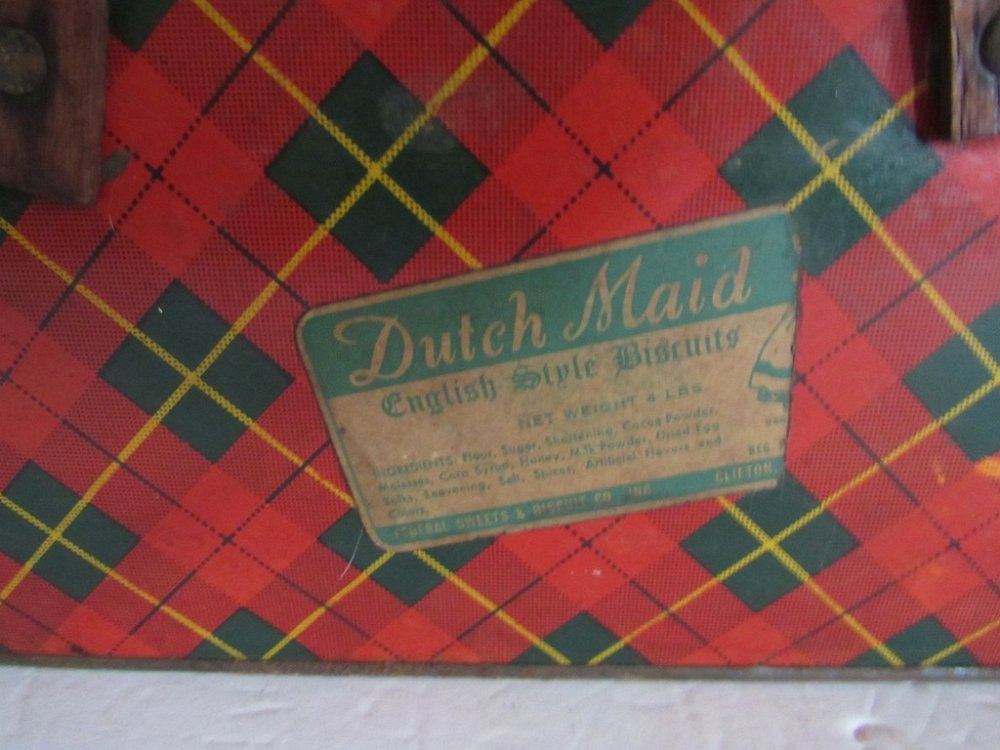 Dutch Maid
English Style Biscuits
NET WEIGHT 4 LBS.
INGREDIENTS: Flour, Sugar, Shortening, Cocoa Powder,
Molasses, Corn Syrup, Honey, Milk Powder, Dried Egg
Yolks, Leavening, Salt, Spices, Artificial Flavors and
Colors.
REG
FEDERAL SWEETS & BISCUIT CO., INC. CLIFTON,